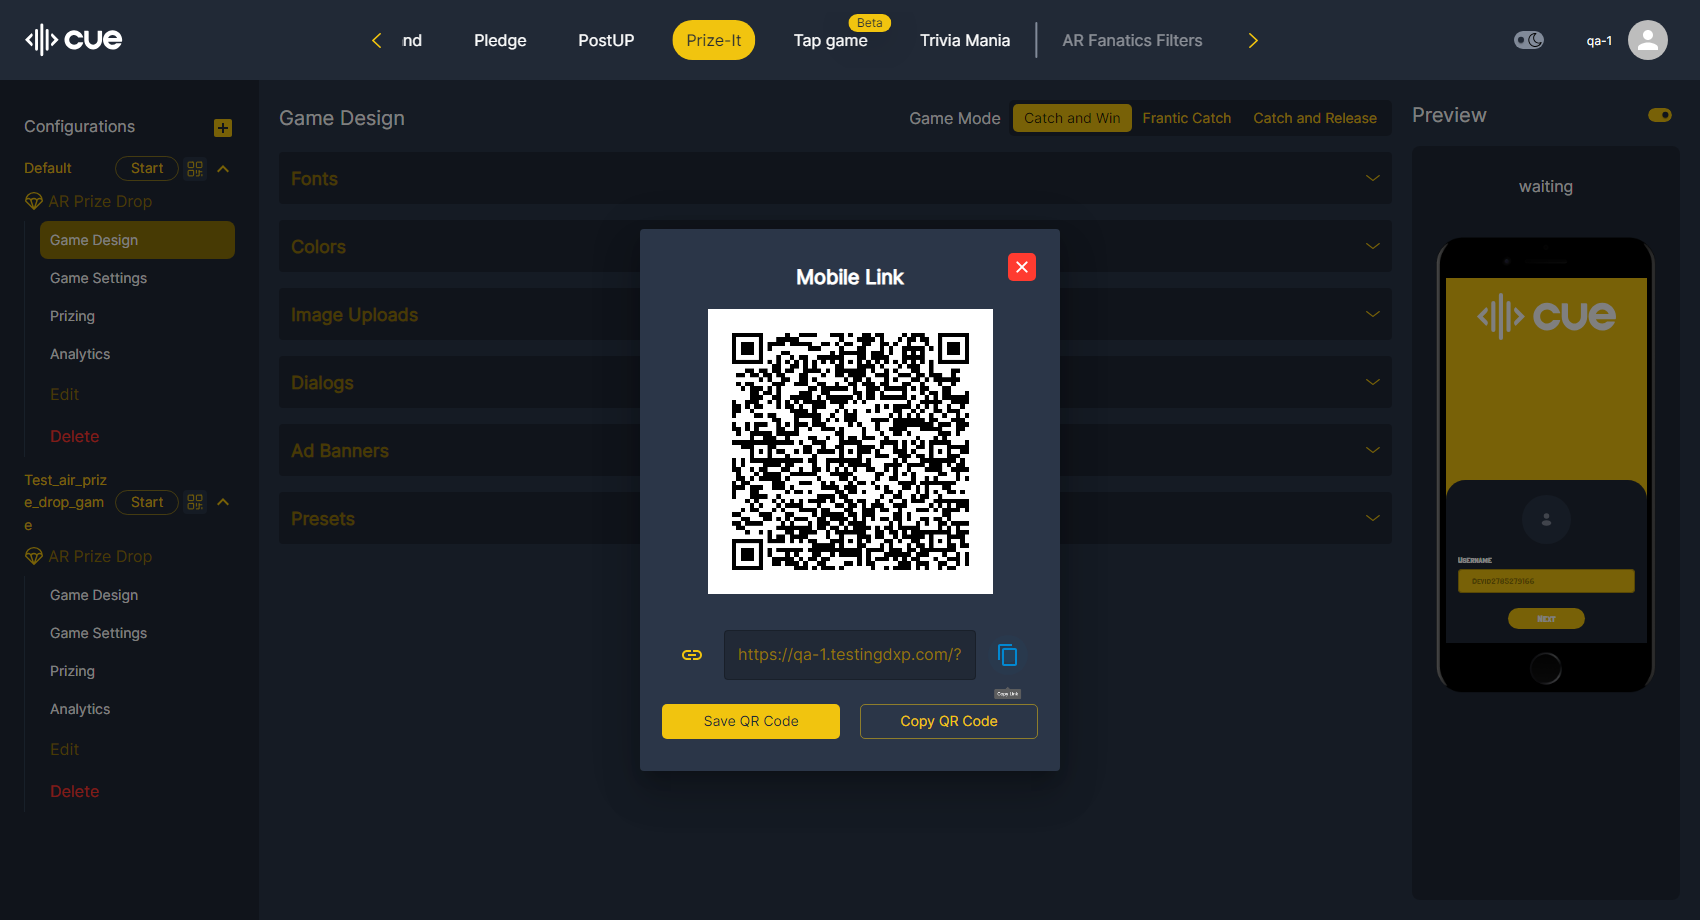 cue
nd
Pledge
PostUP
Prize-It
Beta
Tap game
Trivia Mania
AR Fanatics Filters
qa-1
Configurations
Default
Start
AR Prize Drop
Game Design
Game Settings
Prizing
Analytics
Edit
Delete
Test_air_priz
e_drop_gam
e
Start
AR Prize Drop
Game Design
Game Settings
Prizing
Analytics
Edit
Delete
Game Design
Game Mode
Catch and Win
Frantic Catch
Catch and Release
Fonts
Colors
Image Uploads
Dialogs
Ad Banners
Presets
Mobile Link
https://qa-1.testingdxp.com/?
Copy Link
Save QR Code
Copy QR Code
Preview
waiting
cue
Username
Devid2785279166
Next